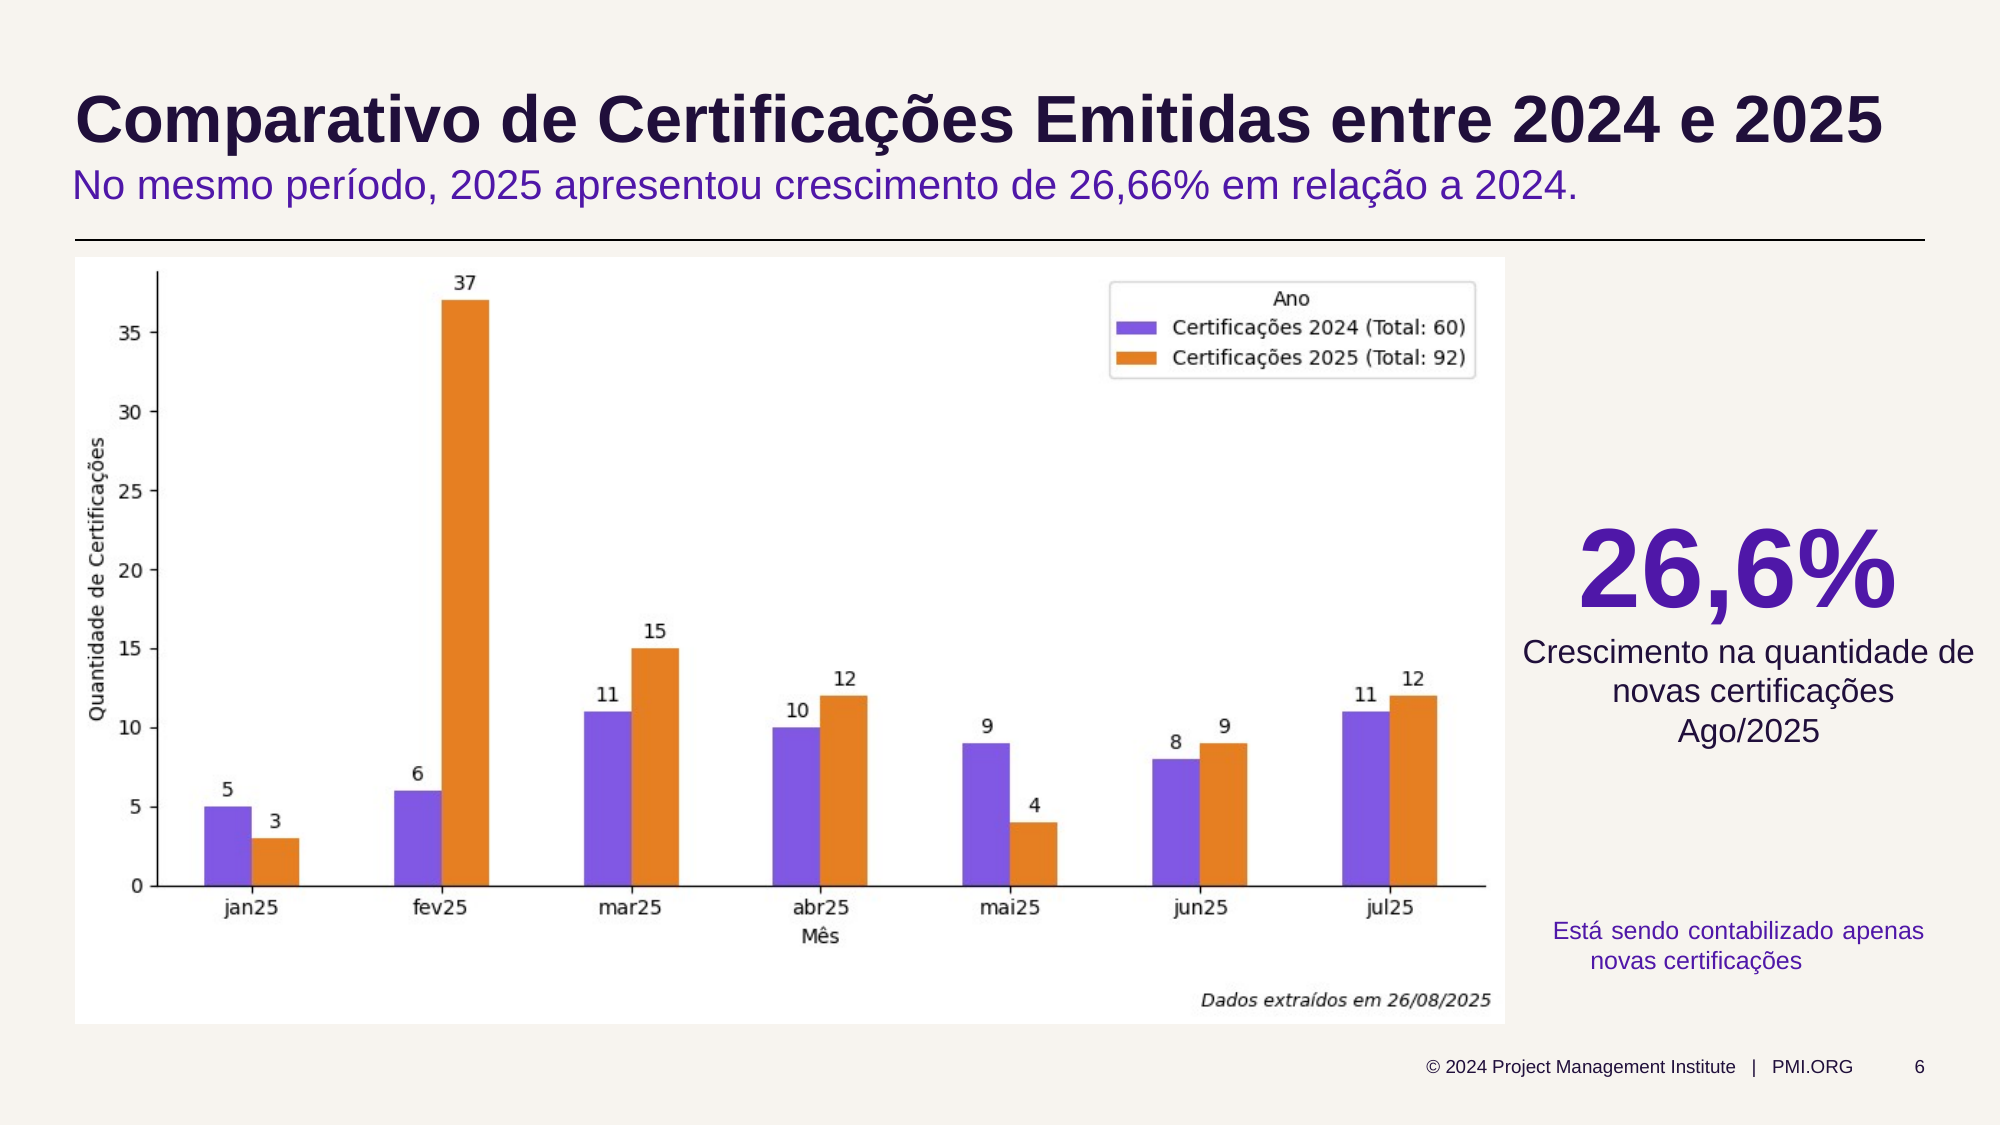 Comparativo de Certificações Emitidas entre 2024 e 2025
No mesmo período, 2025 apresentou crescimento de 26,66% em relação a 2024.
37
Ano
Certificações 2024 (Total: 60)
Certificações 2025 (Total: 92)
35
30
25
20
15
10
5
0
Quantidade de Certificações
5
3
6
11
15
10
12
9
4
8
9
11
12
jan25
fev25
mar25
abr25
mai25
jun25
jul25
Mês
Dados extraídos em 26/08/2025
26,6%
Crescimento na quantidade de
novas certificações
Ago/2025
Está sendo contabilizado apenas
novas certificações
© 2024 Project Management Institute | PMI.ORG 6